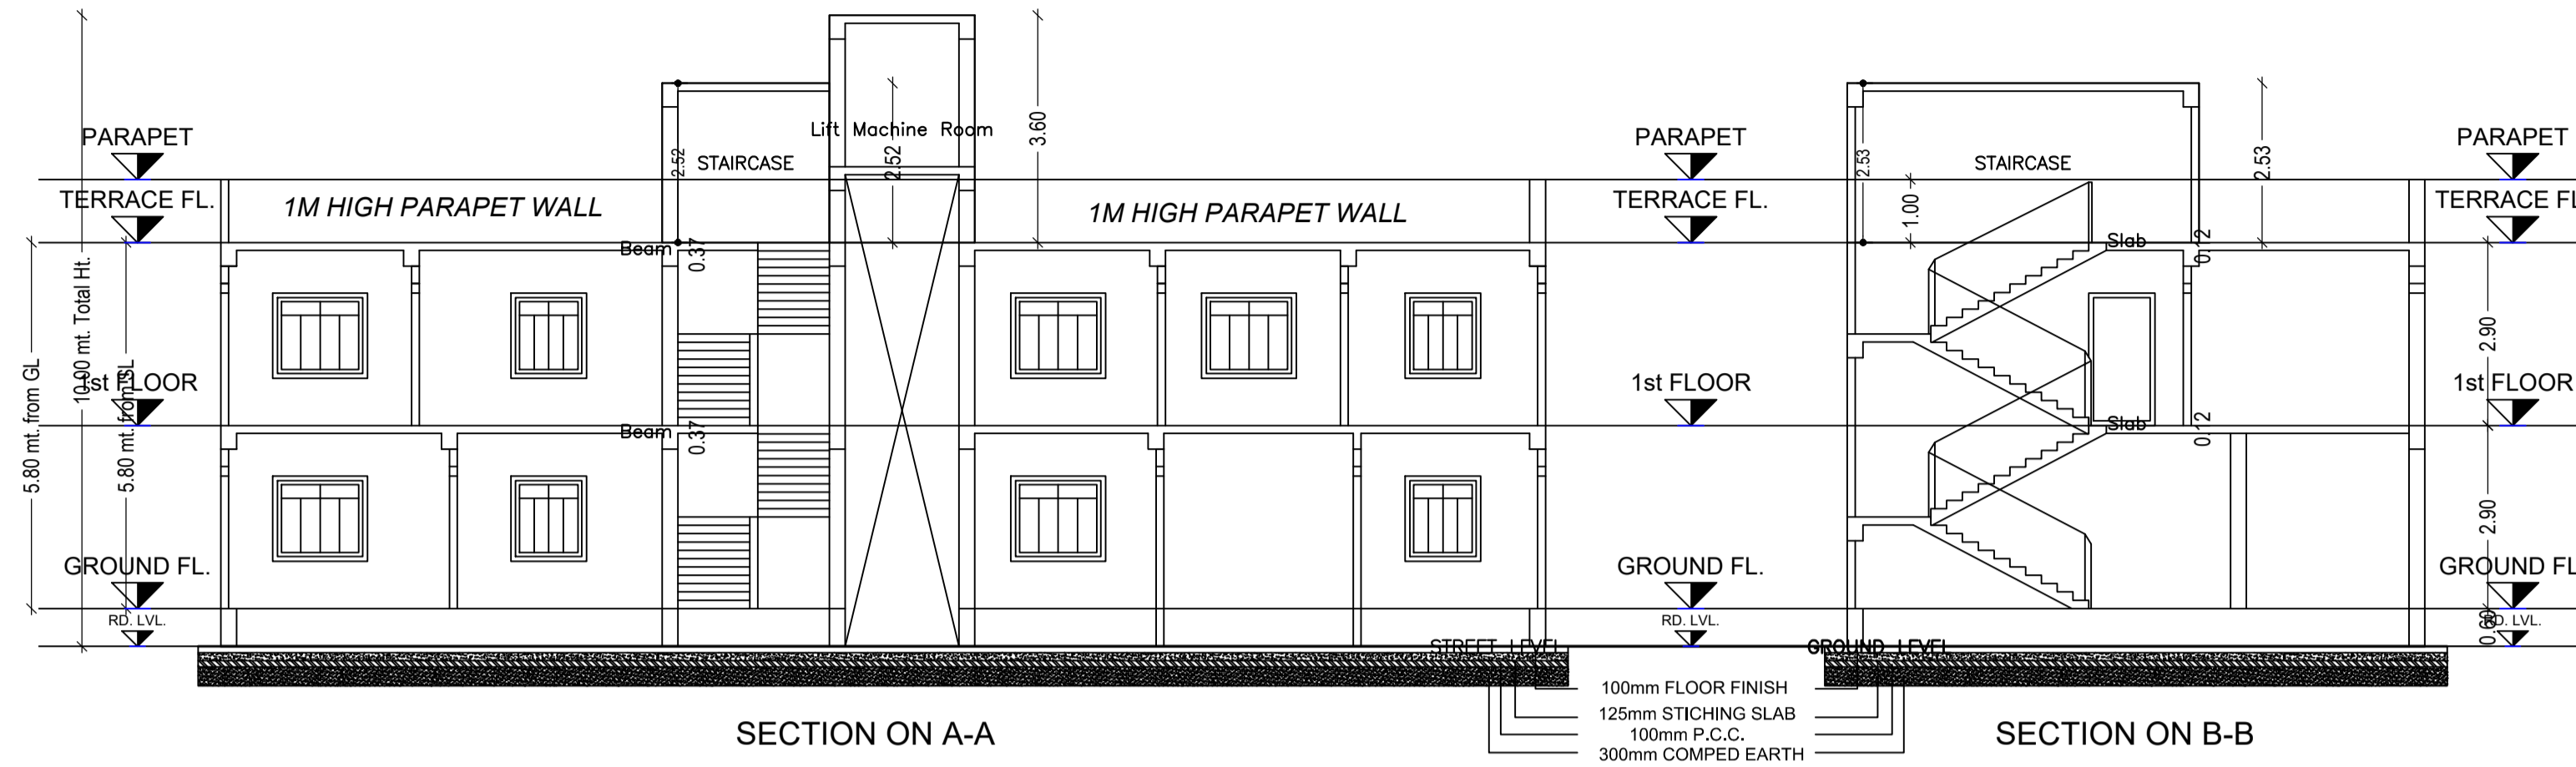 PARAPET
TERRACE FL.
1st FLOOR
GROUND FL.
RD. LVL.
5.80 mt. from GL
10.00 mt. Total Ht.
5.80 mt. from SL
1M HIGH PARAPET WALL
Beam
0.37
Beam
0.37
2.52
STAIRCASE
Lift Machine Room
2.52
3.60
1M HIGH PARAPET WALL
STREET LEVEL
SECTION ON A-A
PARAPET
TERRACE FL.
1st FLOOR
GROUND FL.
RD. LVL.
GROUND LEVEL
100mm FLOOR FINISH
125mm STICHING SLAB
100mm P.C.C.
300mm COMPED EARTH
2.53
STAIRCASE
1.00
2.53
Slab
0.12
Slab
0.12
SECTION ON B-B
PARAPET
TERRACE FL
1st FLOOR
GROUND FL
RD. LVL.
2.90
2.90
0.60